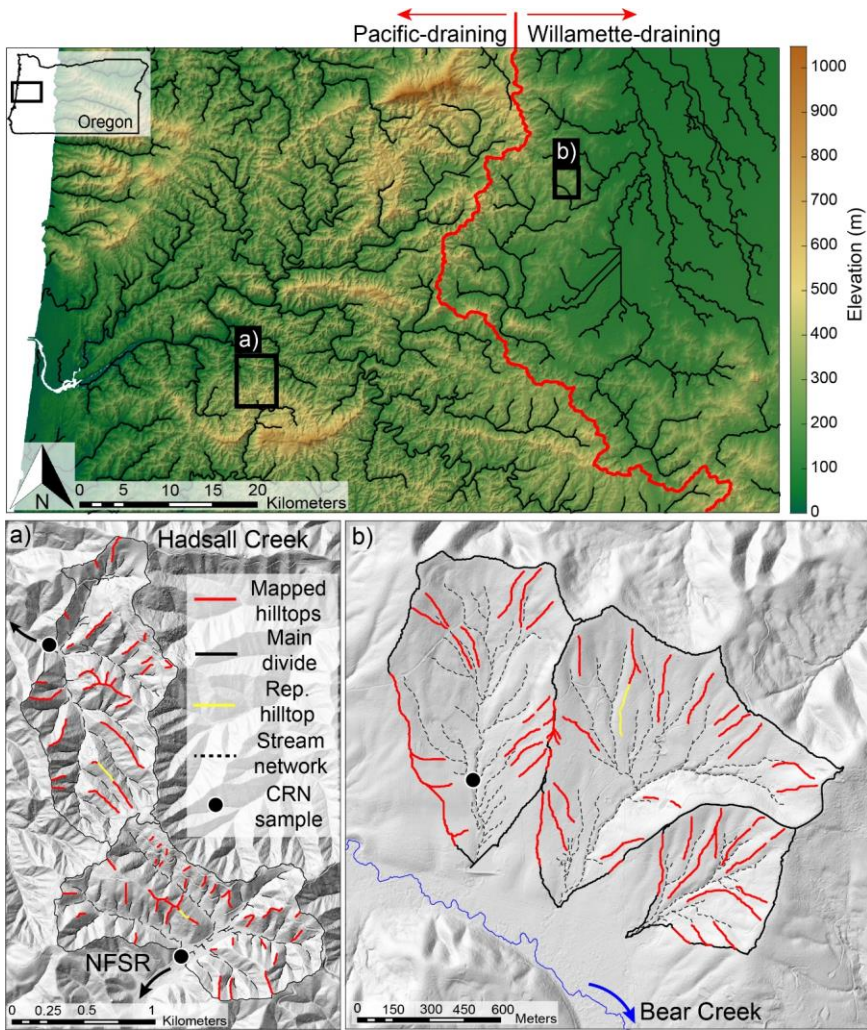 Pacific-draining Willamette-draining
Oregon
b)
a)
N
0 5 10 15 20
Kilometers
1000
900
800
700
600
500
400
300
200
100
0
Elevation (m)
a)
Hadsall Creek
Mapped
hilltops
Main
divide
Rep.
hilltop
Stream
network
CRN
sample
NFSR
0 0.25 0.5 1
Kilometers
b)
0 150 300 450 600
Meters
Bear Creek